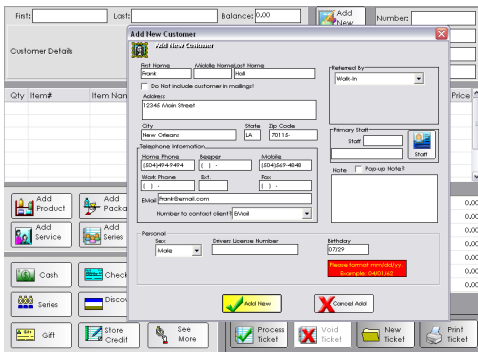 First: Last: Balance: 0.00 Add New Number:
Customer Details
Qty Item# Item Nam Price
Add New Customer
Add New Customer
First Name Middle Name Last Name
Frank Hall
Do Not include customer in mailings!
Address
12345 Main Street
City State Zip Code
New Orleans LA 70115-
Telephone Information
Home Phone Beeper Mobile
(504)494-9494 ( ) - (504)569-4848
Work Phone Ext. Fax
( ) - ( ) -
EMail frank@email.com
Number to contact client? EMail
Referred By
Walk-In
Primary Staff
Staff
Staff
Note Pop-up Note?
Personal
Sex Drivers License Number Birthday
Male 07/29
Please format mm/dd/yy
Example: 04/01/62
Add New Cancel Add
Add Product Add Packa
Add Service Add Series
Cash Check
Series Discov
Gift Store Credit See More
0.00
0.00
0.00
0.00
0.00
0.00
Process Ticket Void Ticket New Ticket Print Ticket